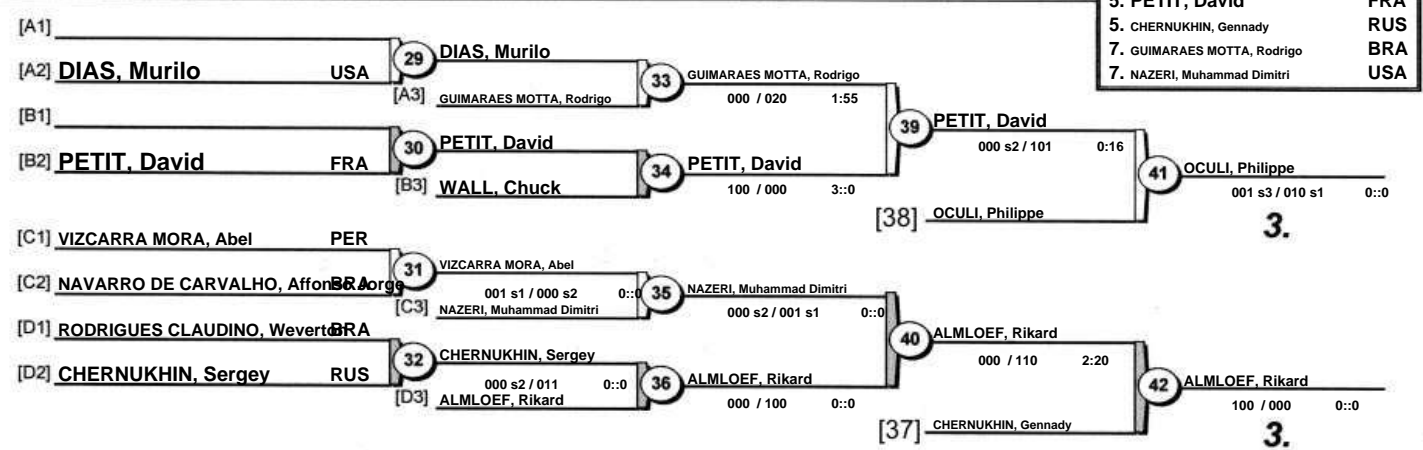 5. PETIT, David FRA
5. CHERNUKHIN, Gennady RUS
7. GUIMARAES MOTTA, Rodrigo BRA
7. NAZERI, Muhammad Dimitri USA
[A1]
[A2] DIAS, Murilo USA
29
DIAS, Murilo
[A3] GUIMARAES MOTTA, Rodrigo
33
GUIMARAES MOTTA, Rodrigo
000 / 020 1:55
[B1]
[B2] PETIT, David FRA
30
PETIT, David
[B3] WALL, Chuck
34
PETIT, David
100 / 000 3::0
39
PETIT, David
000 s2 / 101 0:16
[38] OCULI, Philippe
41
OCULI, Philippe
001 s3 / 010 s1 0::0
3.
[C1] VIZCARRA MORA, Abel PER
[C2] NAVARRO DE CARVALHO, Affonso Jorge BRA
31
VIZCARRA MORA, Abel
001 s1 / 000 s2 0::0
[C3] NAZERI, Muhammad Dimitri
35
NAZERI, Muhammad Dimitri
000 s2 / 001 s1 0::0
[D1] RODRIGUES CLAUDINO, Weverton BRA
[D2] CHERNUKHIN, Sergey RUS
32
CHERNUKHIN, Sergey
000 s2 / 011 0::0
[D3] ALMLOEF, Rikard
36
ALMLOEF, Rikard
000 / 100 0::0
40
ALMLOEF, Rikard
000 / 110 2:20
[37] CHERNUKHIN, Gennady
42
ALMLOEF, Rikard
100 / 000 0::0
3.